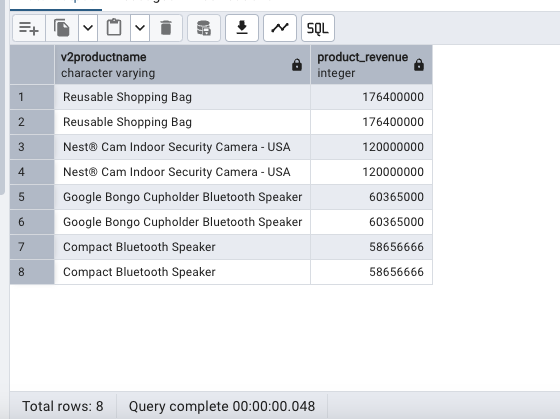 SQL
v2productname product_revenue
character varying integer
1 Reusable Shopping Bag 176400000
2 Reusable Shopping Bag 176400000
3 Nest® Cam Indoor Security Camera - USA 120000000
4 Nest® Cam Indoor Security Camera - USA 120000000
5 Google Bongo Cupholder Bluetooth Speaker 60365000
6 Google Bongo Cupholder Bluetooth Speaker 60365000
7 Compact Bluetooth Speaker 58656666
8 Compact Bluetooth Speaker 58656666
Total rows: 8 Query complete 00:00:00.048